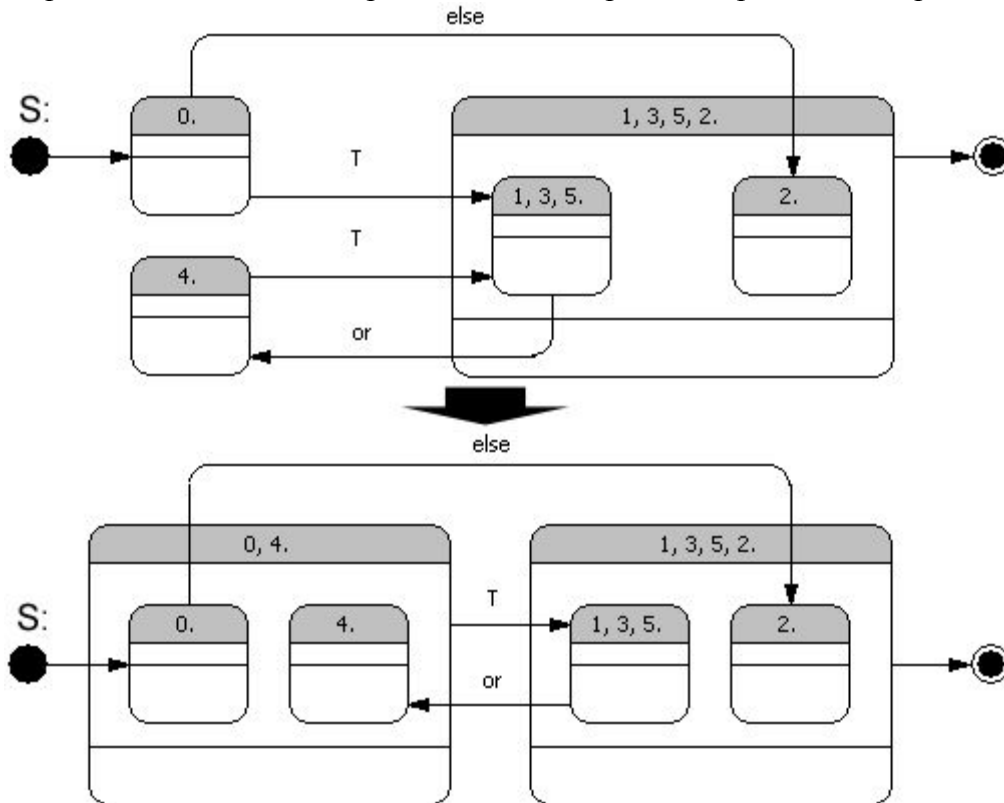 else
S:
0.
1, 3, 5, 2.
T
1, 3, 5.
2.
T
4.
or
else
0, 4.
1, 3, 5, 2.
S:
0.
4.
T
1, 3, 5.
2.
or